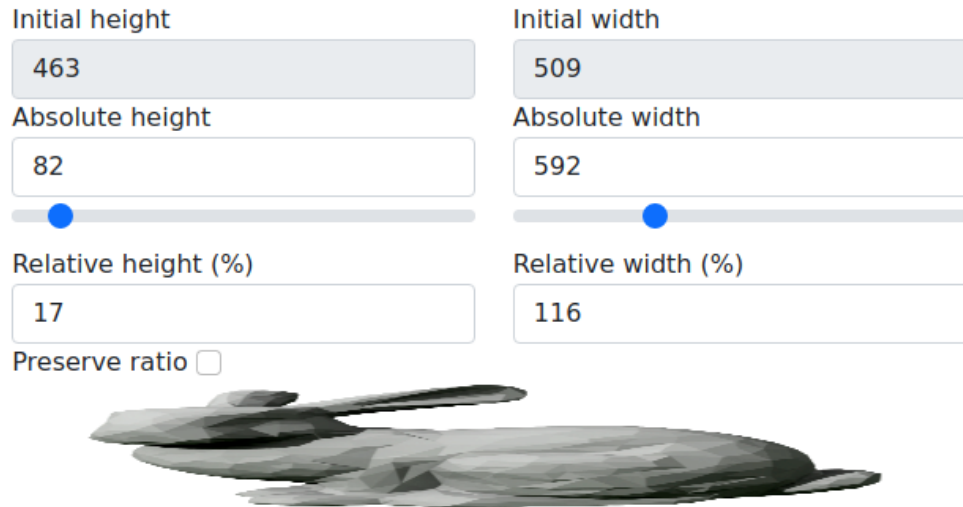 Initial height
Initial width
463
509
Absolute height
Absolute width
82
592
Relative height (%)
Relative width (%)
17
116
Preserve ratio